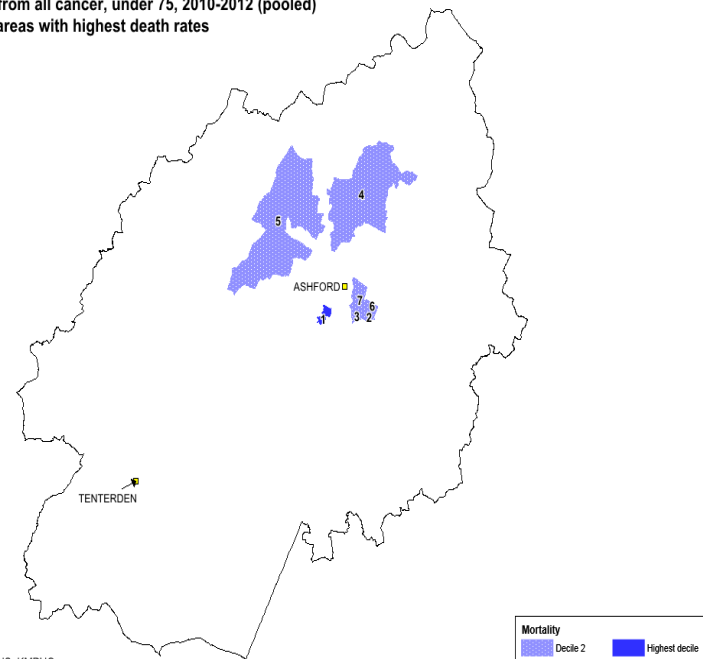 from all cancer, under 75, 2010-2012 (pooled)
areas with highest death rates
4
5
ASHFORD
7
6
3 2
1
TENTERDEN
Mortality
Decile 2 Highest decile